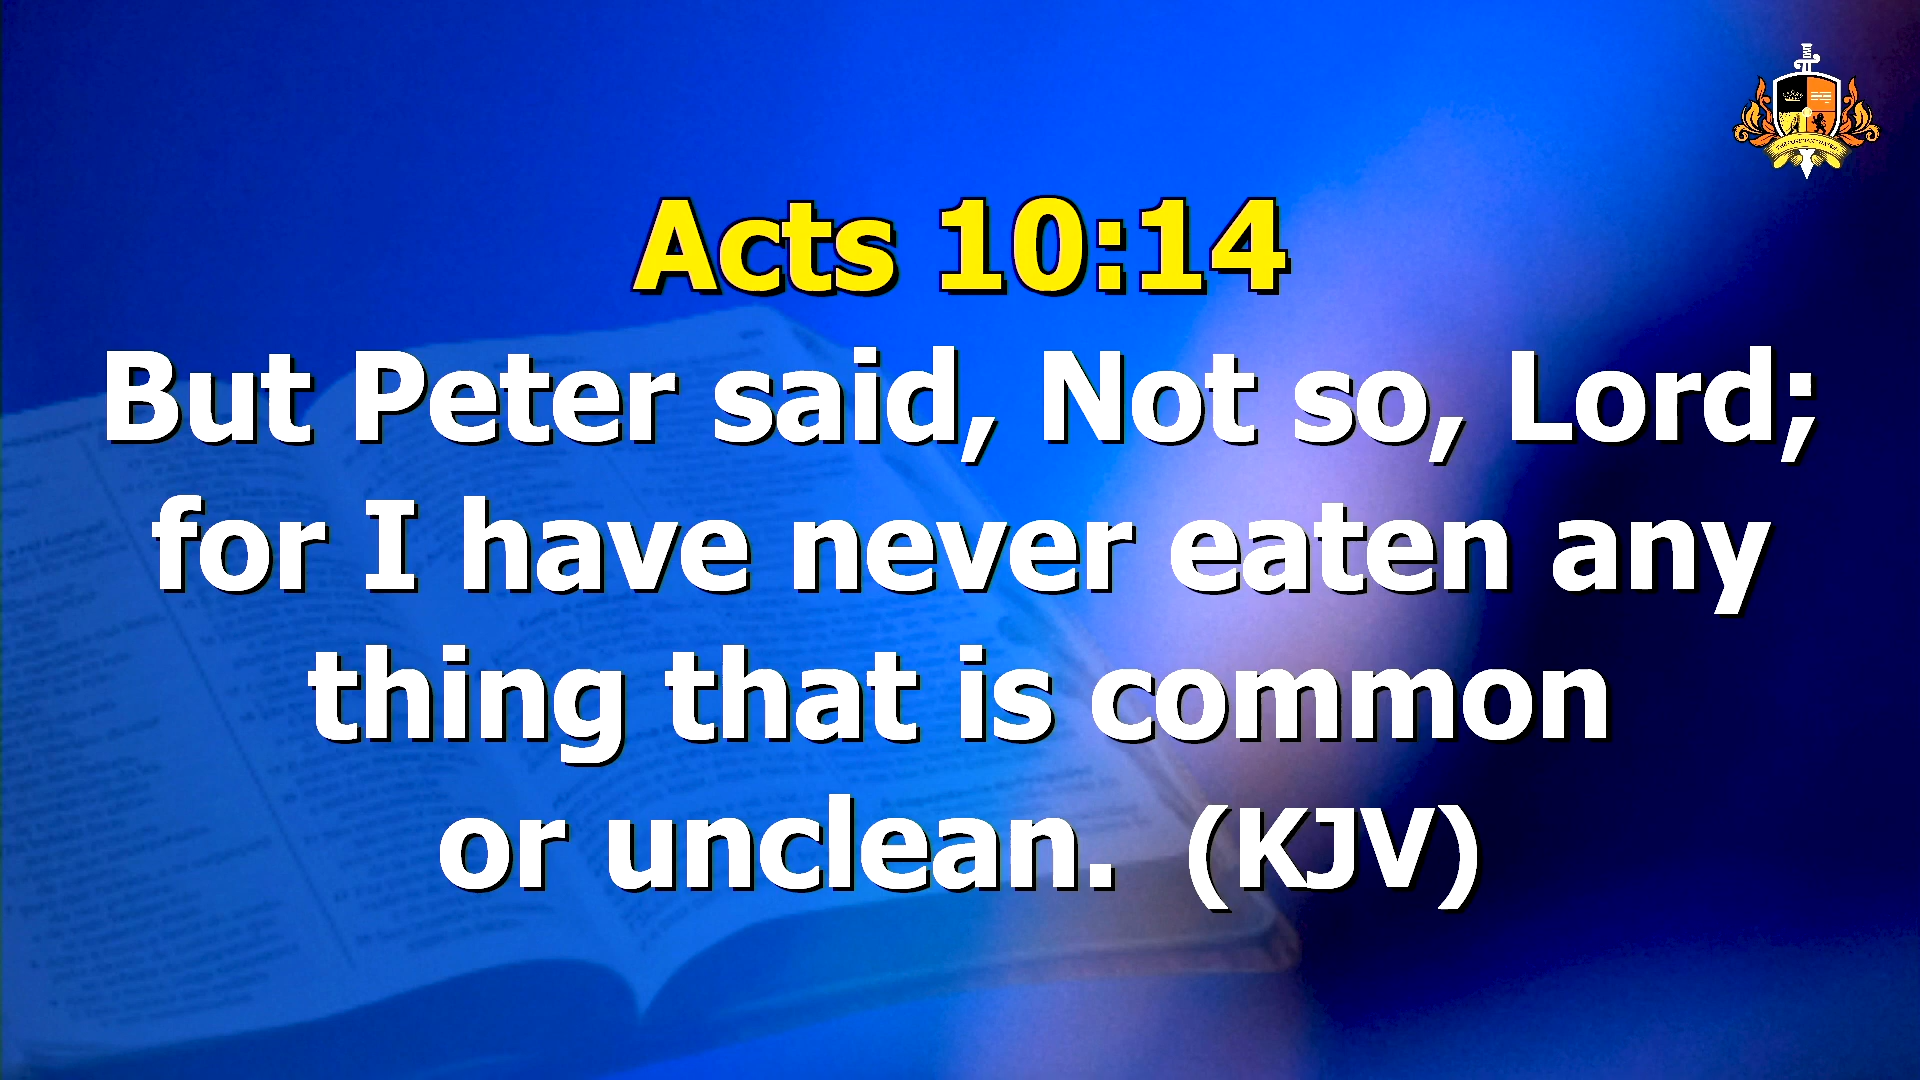 Acts 10:14
But Peter said, Not so, Lord;
for I have never eaten any
thing that is common
or unclean. (KJV)